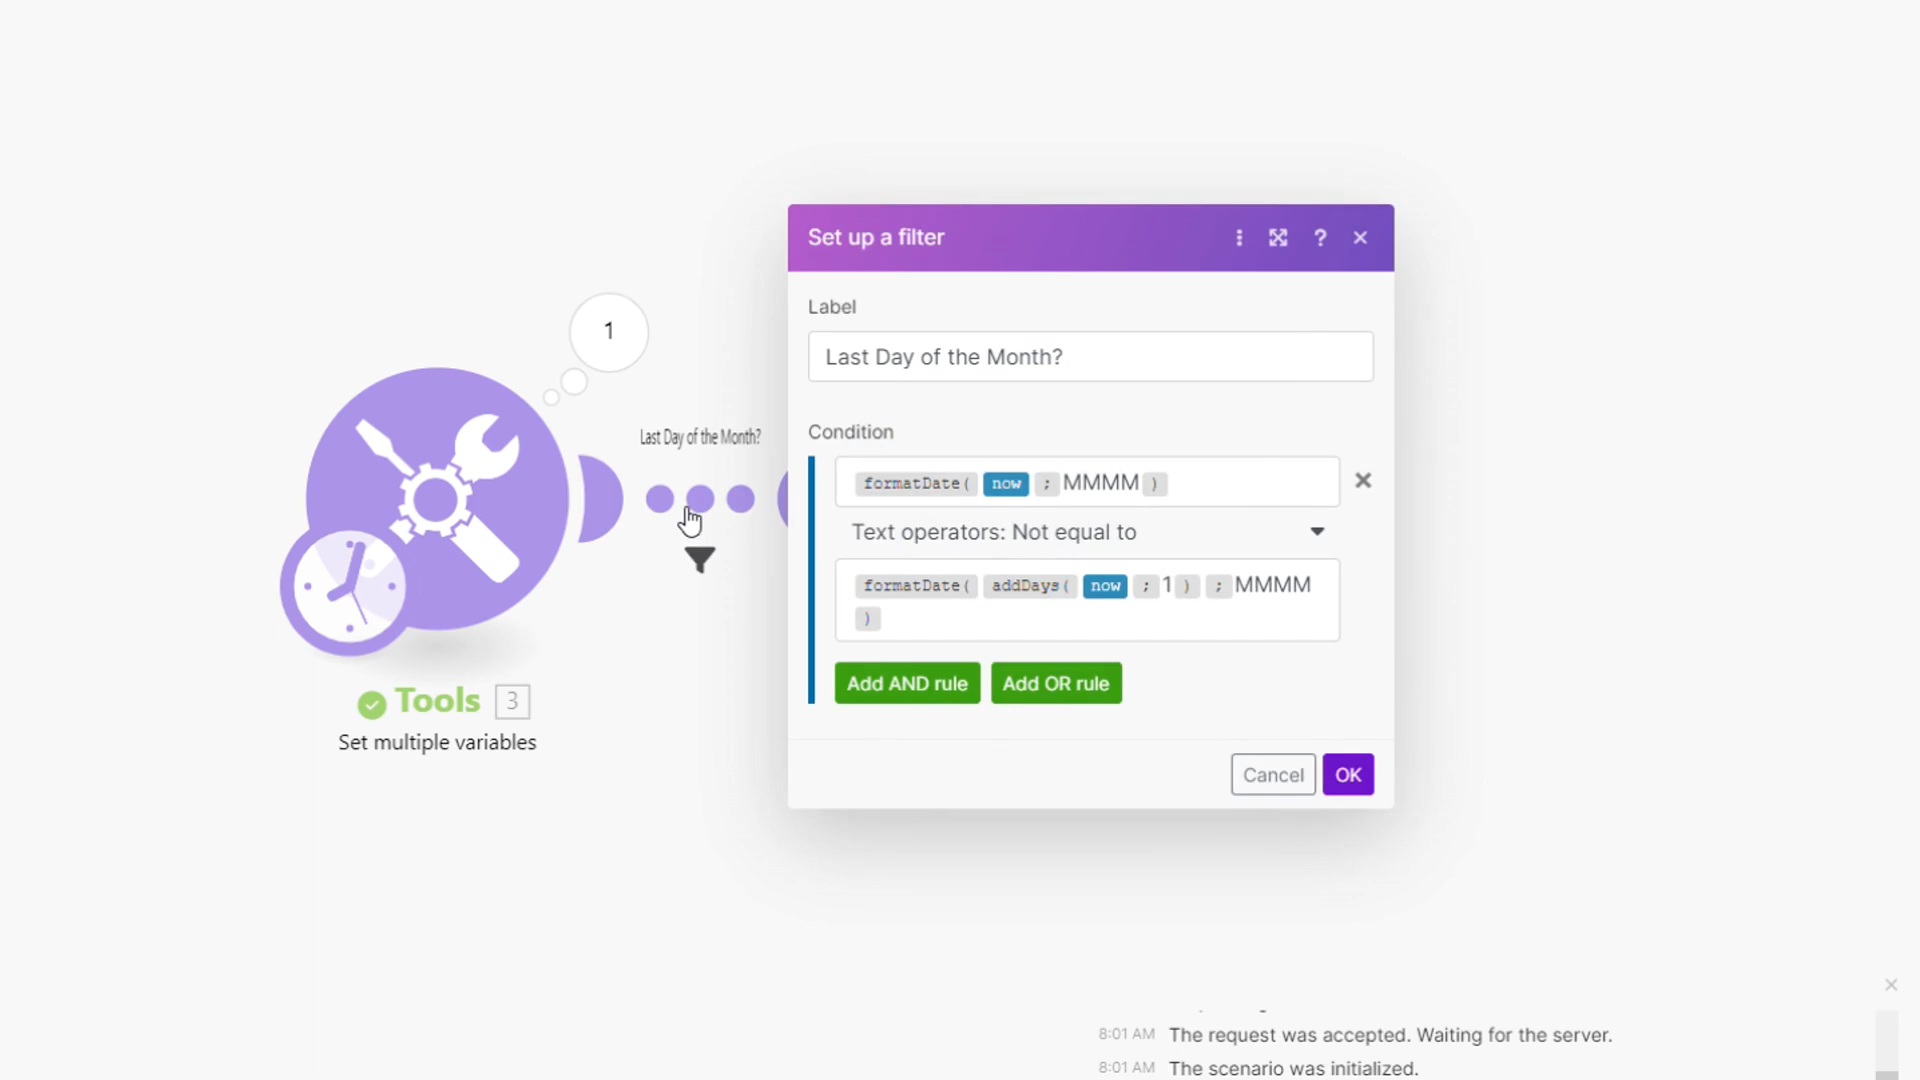 Set up a filter
?
Label
1
Last Day of the Month?
Condition
Last Day of the Month?
formatDate( now ; MMMM )
Text operators: Not equal to
formatDate( addDays( now ; 1 ) ; MMMM
)
Add AND rule Add OR rule
Tools 3
Set multiple variables
Cancel OK
8:01 AM The request was accepted. Waiting for the server.
8:01 AM The scenario was initialized.